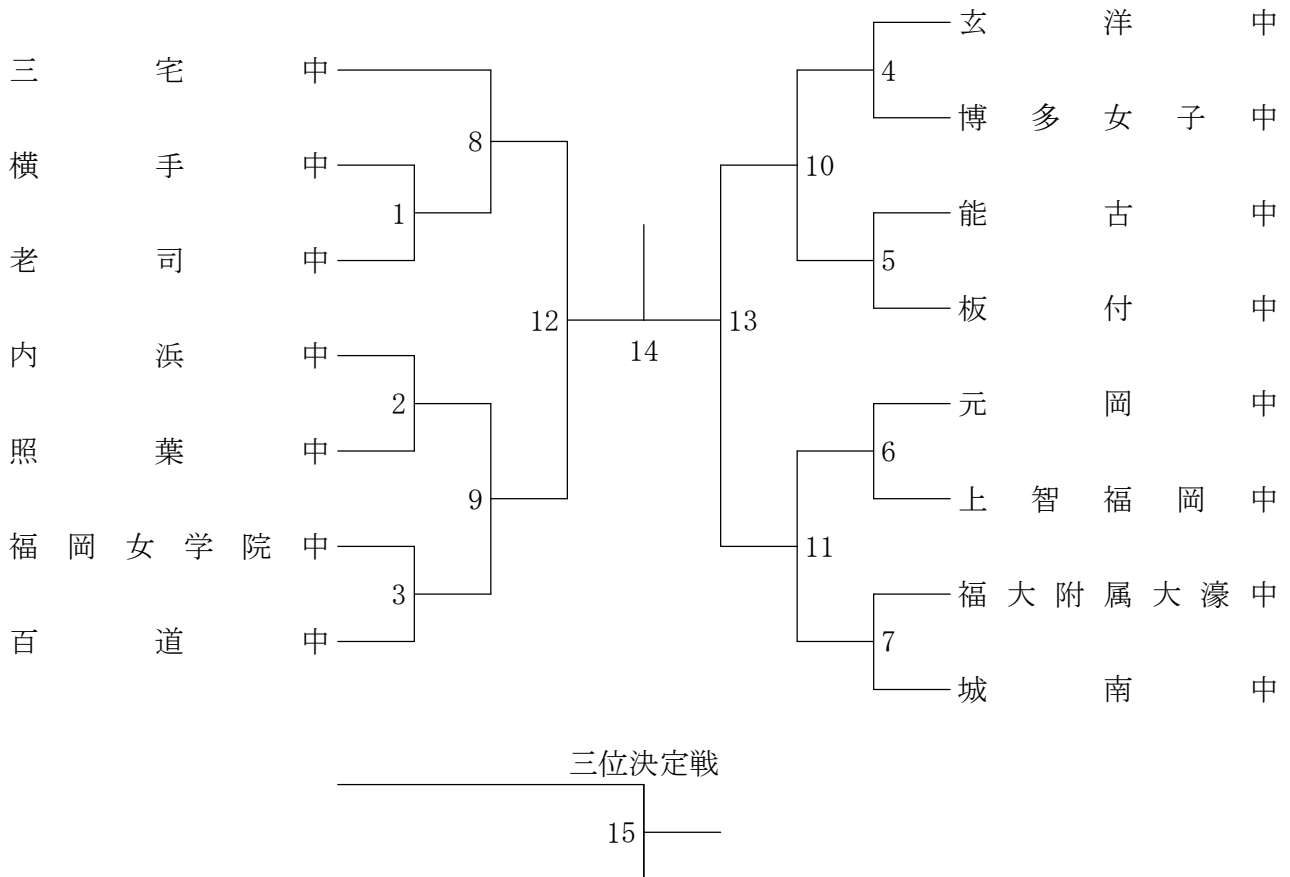 三宅中
横手中
老司中
内浜中
照葉中
福岡女学院中
百道中
1
2
3
8
9
12
14
13
10
11
4
5
6
7
玄洋中
博多女子中
能古中
板付中
元岡中
上智福岡中
福大附属大濠中
城南中
三位決定戦
15